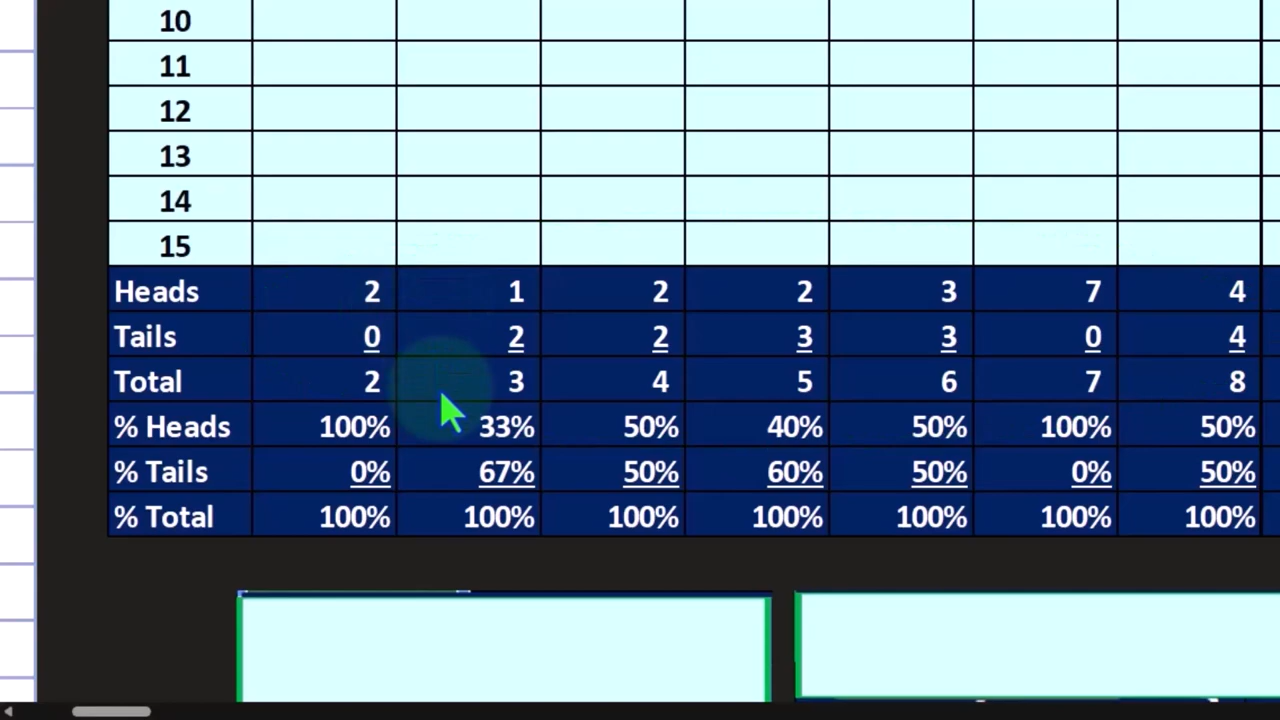 10
11
12
13
14
15
Heads 2 1 2 2 3 7 4
Tails 0 2 2 3 3 0 4
Total 2 3 4 5 6 7 8
% Heads 100% 33% 50% 40% 50% 100% 50%
% Tails 0% 67% 50% 60% 50% 0% 50%
% Total 100% 100% 100% 100% 100% 100% 100%